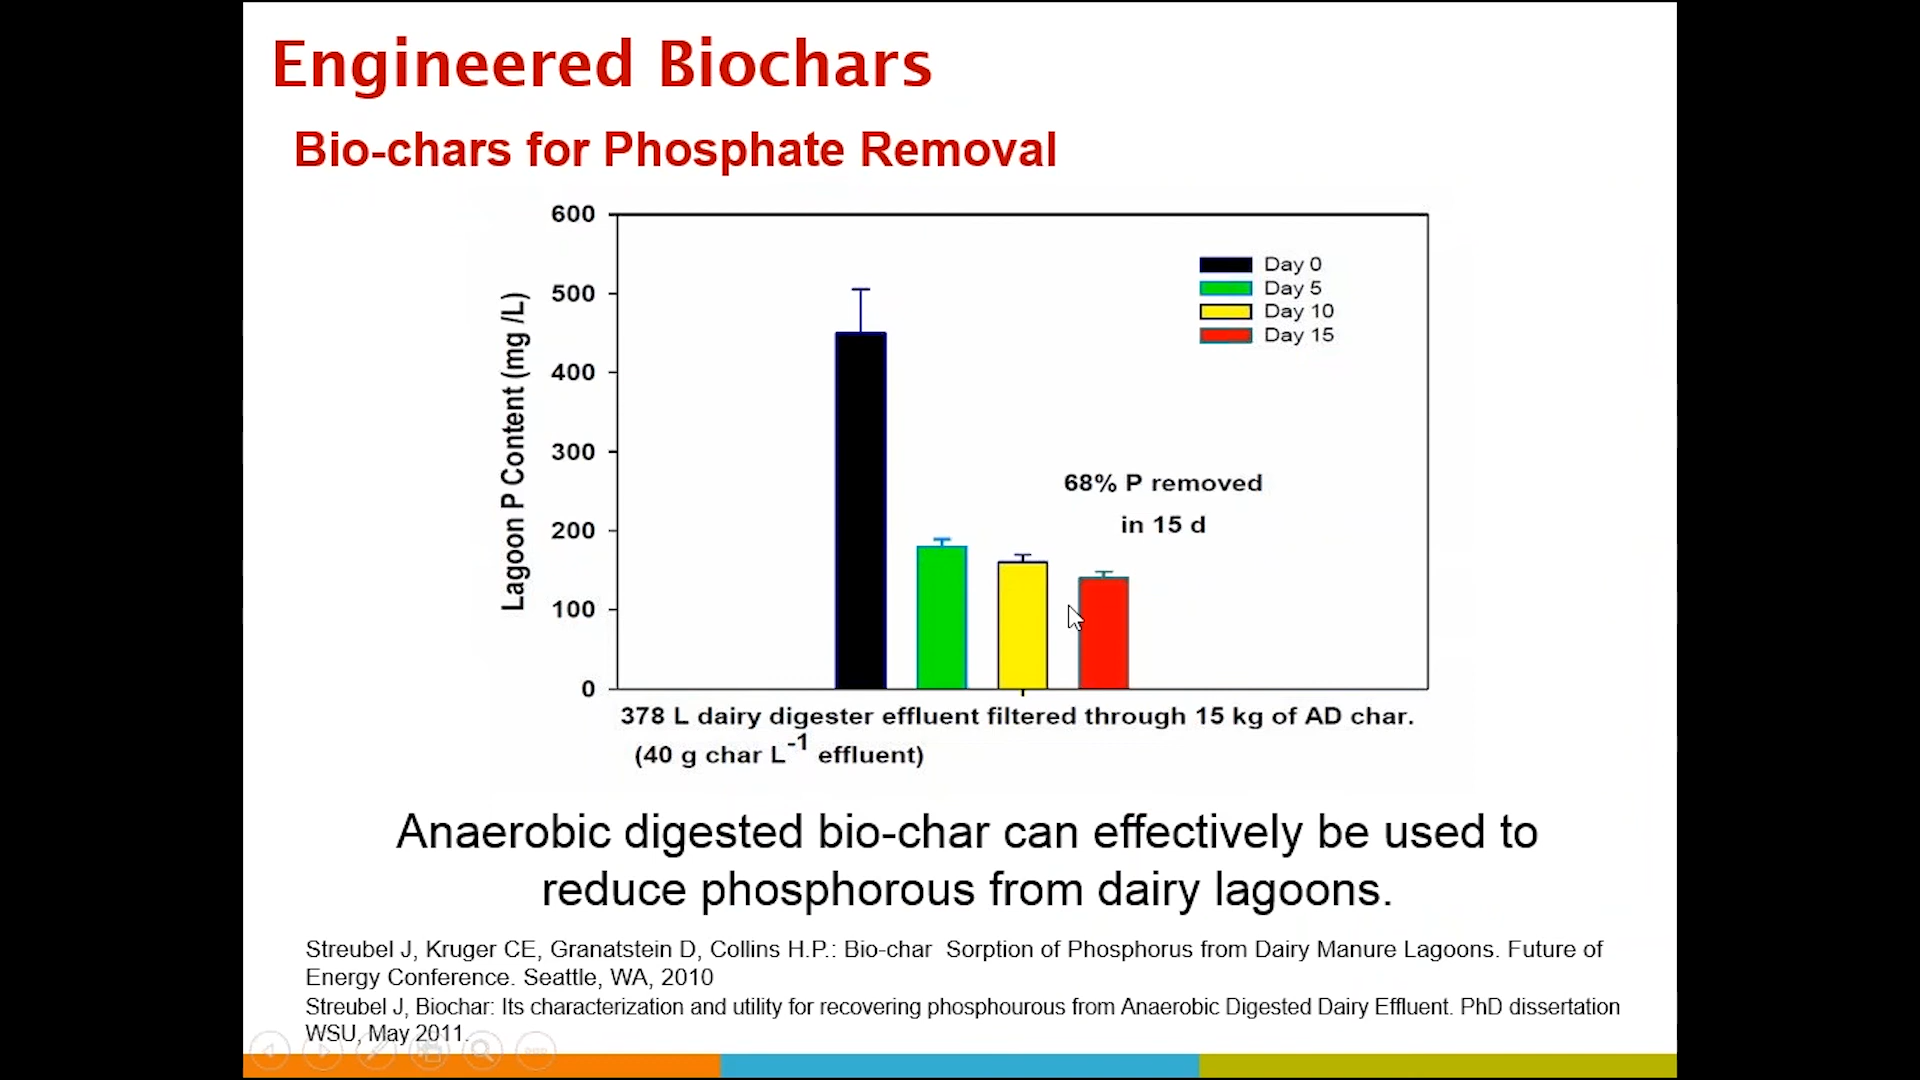 Engineered Biochars
Bio-chars for Phosphate Removal
600
500
400
300
200
100
0
Lagoon P Content (mg /L)
Day 0
Day 5
Day 10
Day 15
68% P removed
in 15 d
378 L dairy digester effluent filtered through 15 kg of AD char.
(40 g char L-1 effluent)
Anaerobic digested bio-char can effectively be used to
reduce phosphorous from dairy lagoons.
Streubel J, Kruger CE, Granatstein D, Collins H.P.: Bio-char Sorption of Phosphorus from Dairy Manure Lagoons. Future of
Energy Conference. Seattle, WA, 2010
Streubel J, Biochar: Its characterization and utility for recovering phosphourous from Anaerobic Digested Dairy Effluent. PhD dissertation
WSU, May 2011.